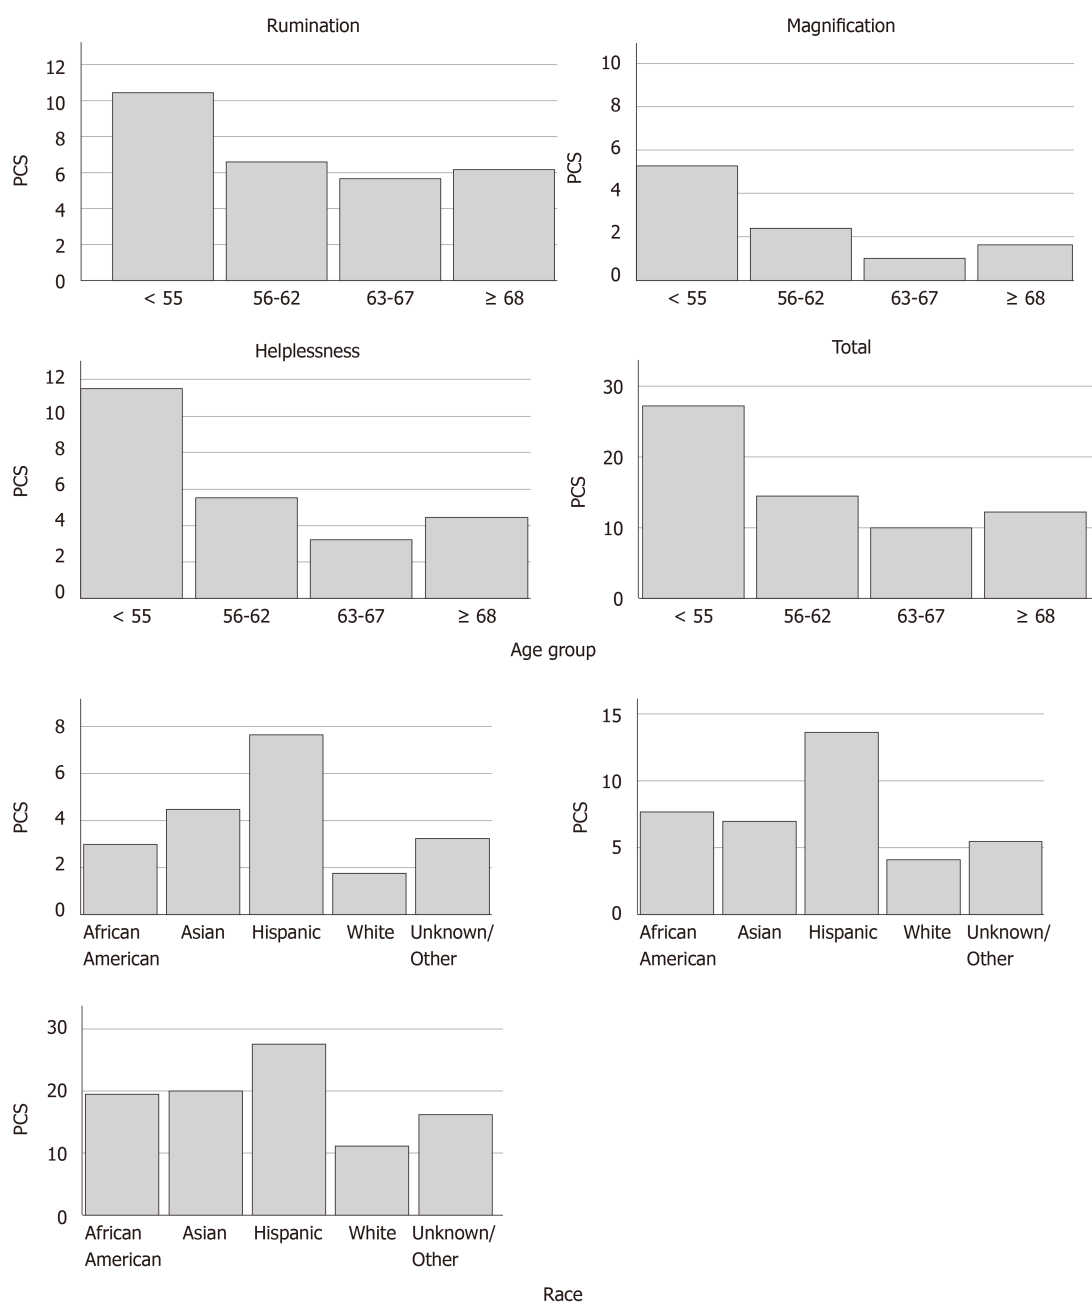 Rumination
12
10
8
6
4
2
0
PCS
< 55 56-62 63-67 ≥ 68
Magnification
10
8
6
4
2
0
PCS
< 55 56-62 63-67 ≥ 68
Helplessness
12
10
8
6
4
2
0
PCS
< 55 56-62 63-67 ≥ 68
Total
30
20
10
0
PCS
< 55 56-62 63-67 ≥ 68
Age group
8
6
4
2
0
PCS
African Asian Hispanic White Unknown/
American Other
15
10
5
0
PCS
African Asian Hispanic White Unknown/
American Other
30
20
10
0
PCS
African Asian Hispanic White Unknown/
American Other
Race